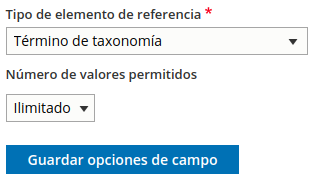 Tipo de elemento de referencia *
Término de taxonomía
Número de valores permitidos
Ilimitado
Guardar opciones de campo